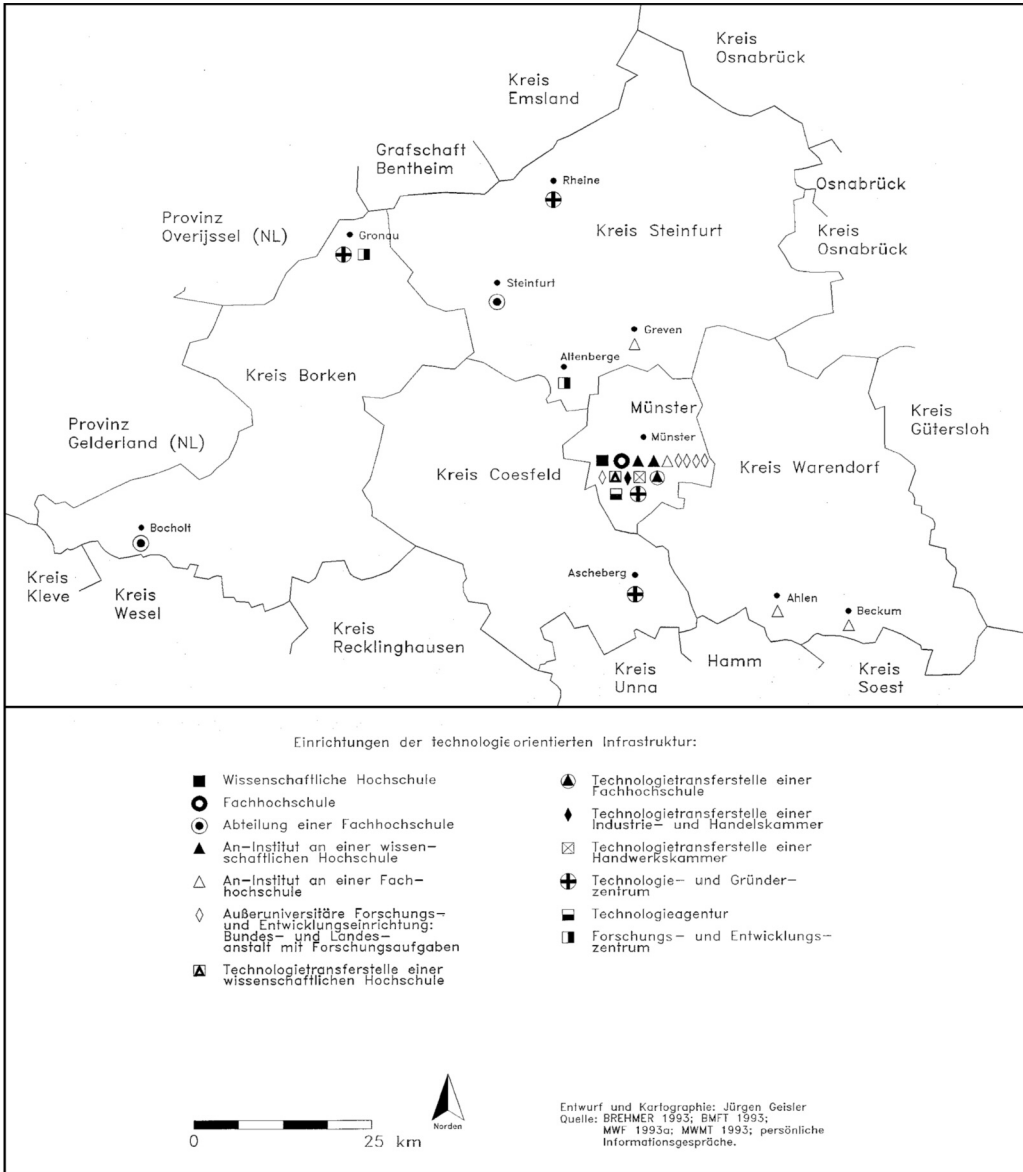 Kreis
Osnabrück
Kreis
Emsland
Grafschaft
Bentheim
Rheine
Osnabrück
Provinz
Overijssel (NL)
Gronau
Kreis Steinfurt
Kreis
Osnabrück
Steinfurt
Greven
Altenberge
Kreis Borken
Münster
Provinz
Gelderland (NL)
Münster
Kreis
Gütersloh
Kreis Coesfeld
Kreis Warendorf
Bocholt
Kreis
Kleve
Kreis
Wesel
Ascheberg
Ahlen
Beckum
Kreis
Recklinghausen
Kreis
Unna
Hamm
Kreis
Soest
Einrichtungen der technologieorientierten Infrastruktur:
Wissenschaftliche Hochschule
Fachhochschule
Abteilung einer Fachhochschule
An-Institut an einer wissen-
schaftlichen Hochschule
An-Institut an einer Fach-
hochschule
Außeruniversitäre Forschungs-
und Entwicklungseinrichtung:
Bundes- und Landes-
anstalt mit Forschungsaufgaben
Technologietransferstelle einer
wissenschaftlichen Hochschule
Technologietransferstelle einer
Fachhochschule
Technologietransferstelle einer
Industrie- und Handelskammer
Technologietransferstelle einer
Handwerkskammer
Technologie- und Gründer-
zentrum
Technologieagentur
Forschungs- und Entwicklungs-
zentrum
0 25 km
Norden
Entwurf und Kartographie: Jürgen Geisler
Quelle: BREHMER 1993; BMFT 1993;
MWF 1993a; MWMT 1993; persönliche
Informationsgespräche.